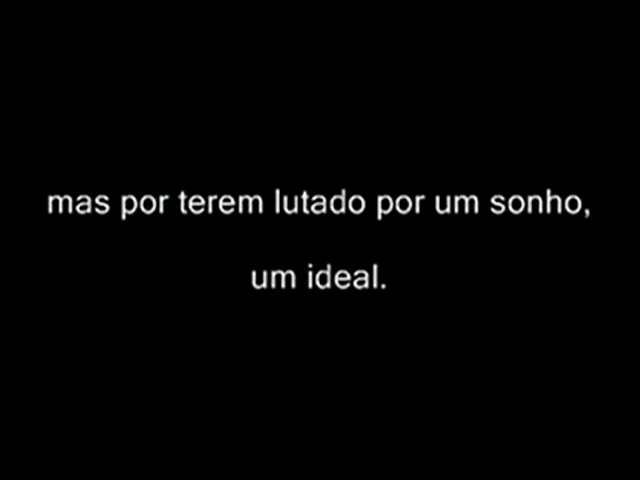 mas por terem lutado por um sonho,
um ideal.